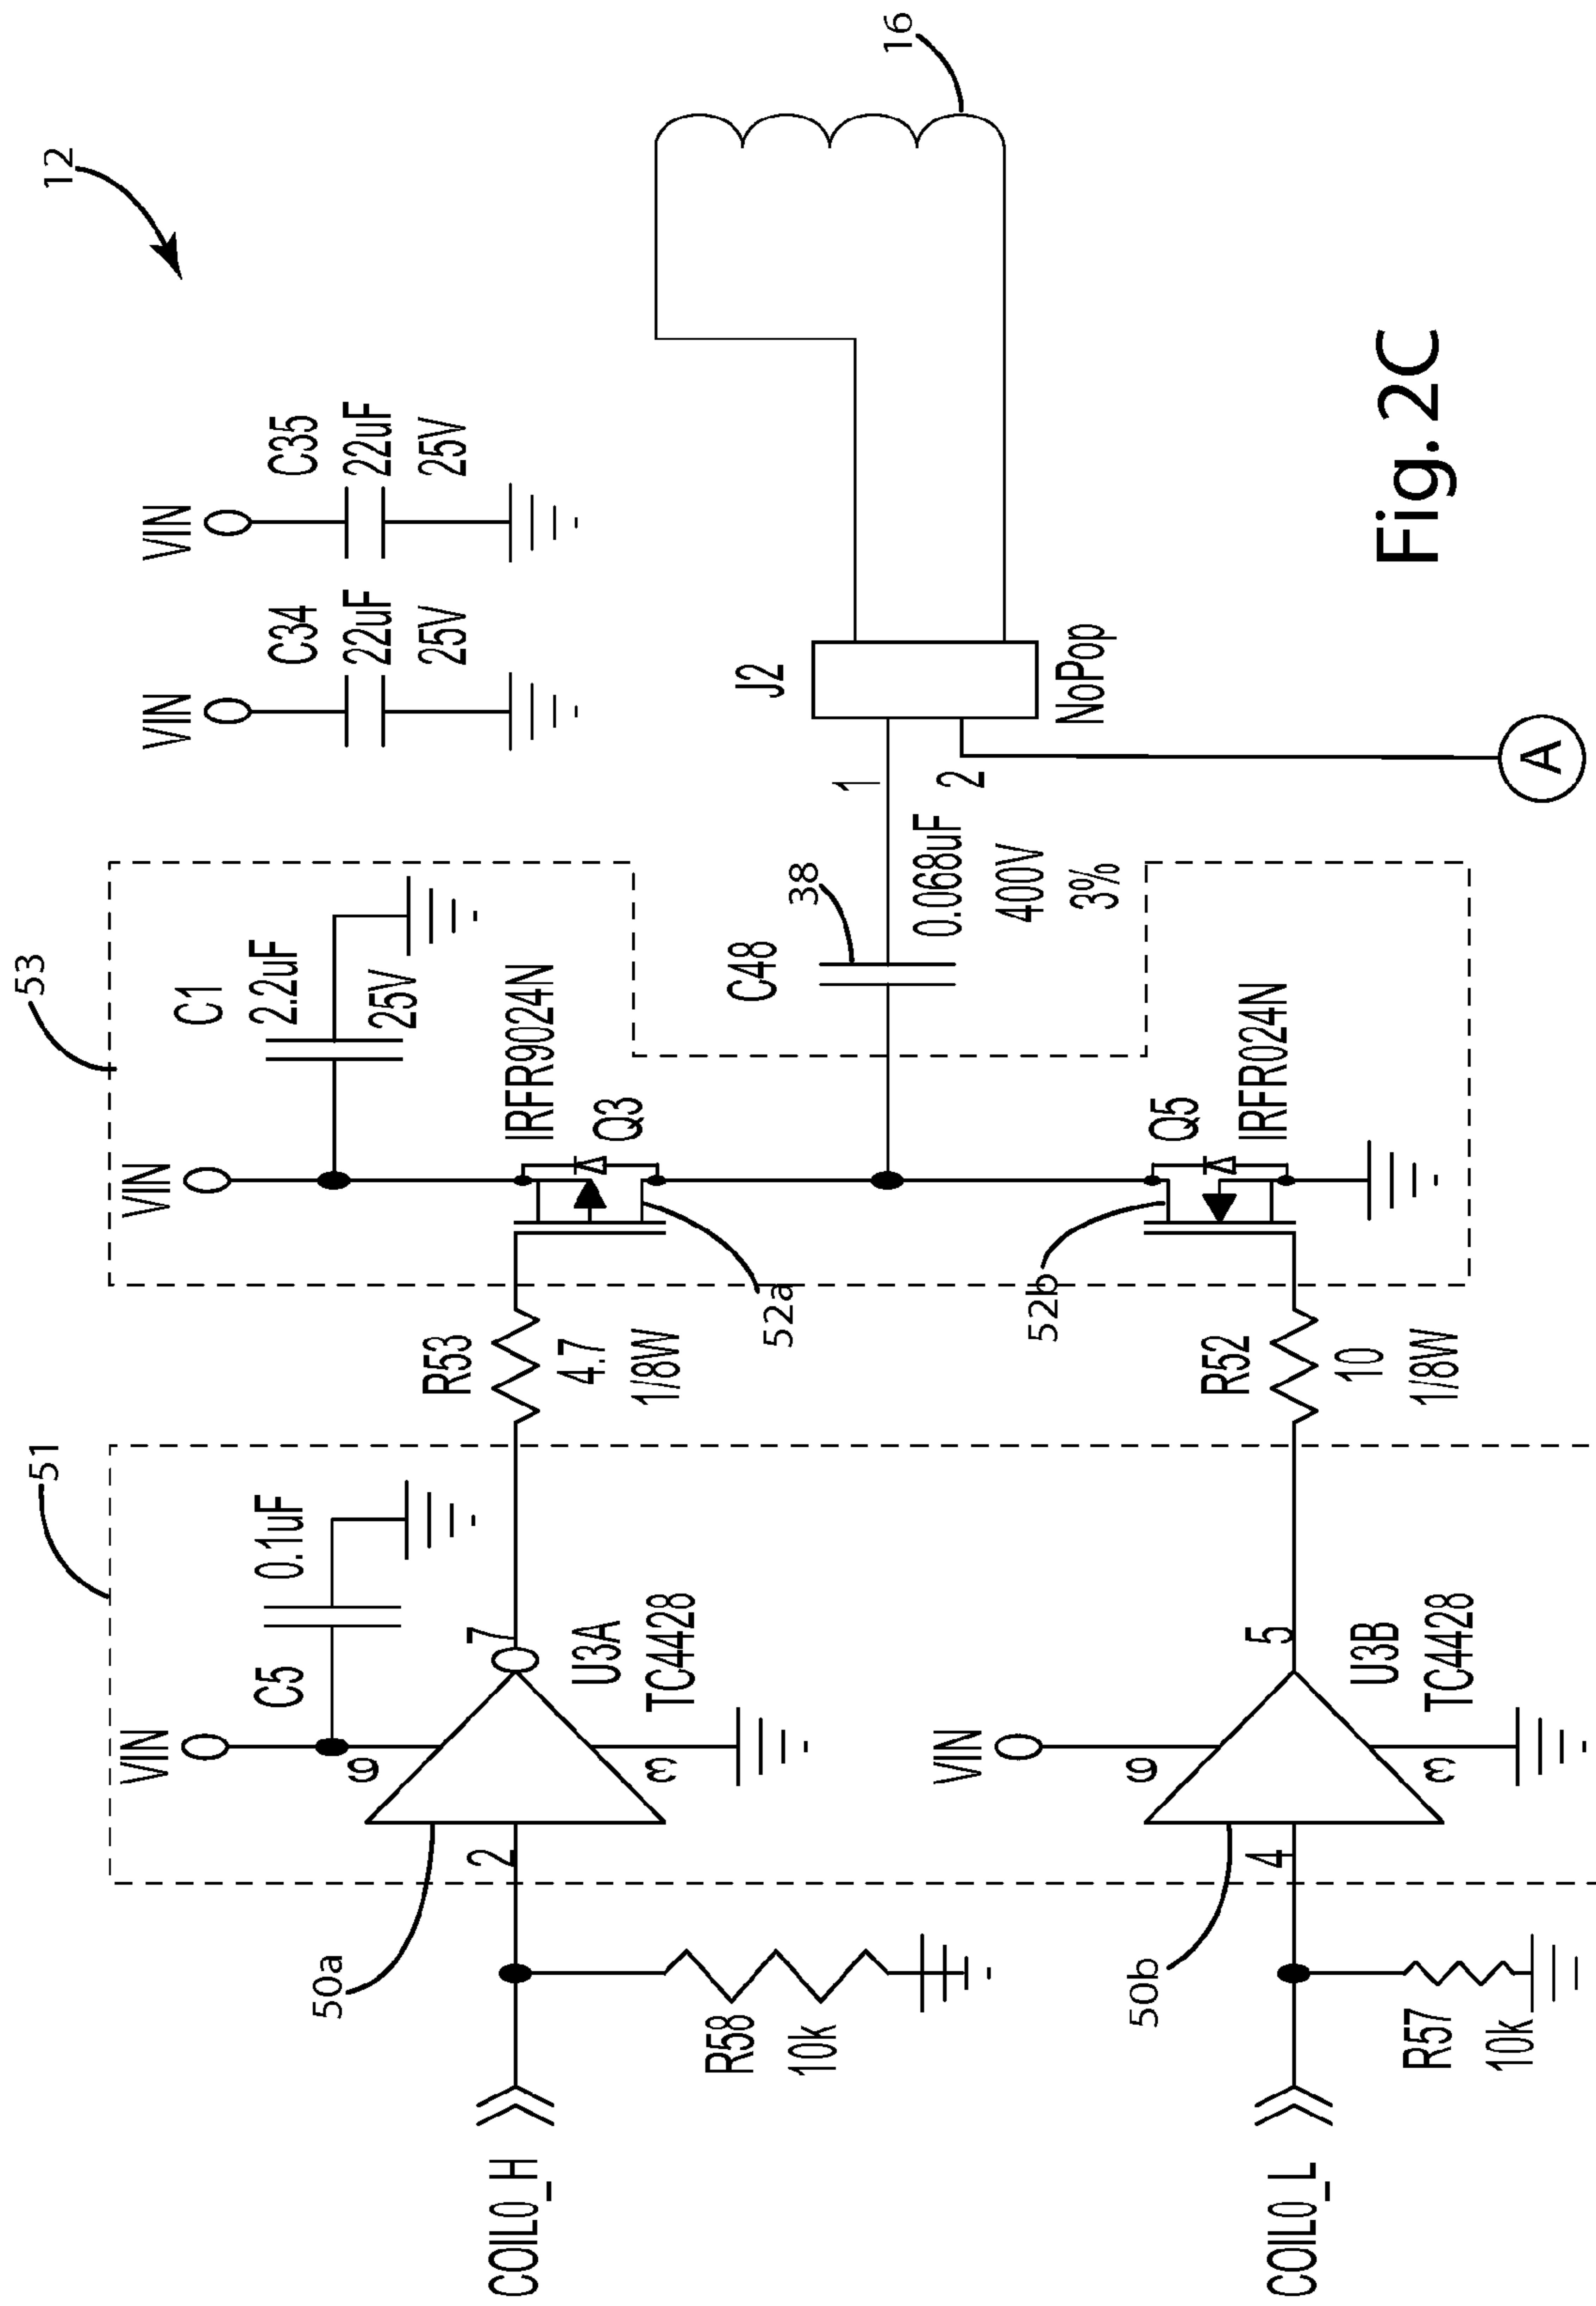 12
53
51
VIN
C34
22uF
25V
VIN
C35
22uF
25V
VIN
C5
0.1uF
6
50a
COIL0_H
2
7
3
U3A
TC4428
R58
10k
R53
4.7
1/8W
VIN
C1
2.2uF
25V
IRFR9024N
Q3
52a
C48
38
0.068uF
400V
3%
1
2
J2
NoPop
16
A
VIN
6
50b
COIL0_L
4
5
3
U3B
TC4428
R57
10k
R52
10
1/8W
52b
Q5
IRFR024N
Fig. 2C